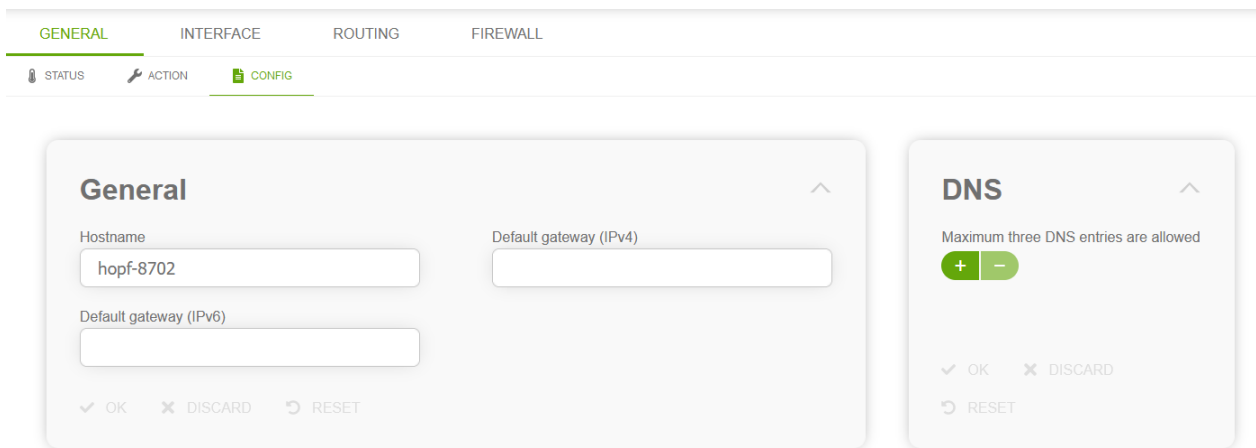 GENERAL INTERFACE ROUTING FIREWALL
STATUS ACTION CONFIG
General
Hostname
hopf-8702
Default gateway (IPv4)
Default gateway (IPv6)
OK DISCARD RESET
DNS
Maximum three DNS entries are allowed
+ −
OK DISCARD
RESET